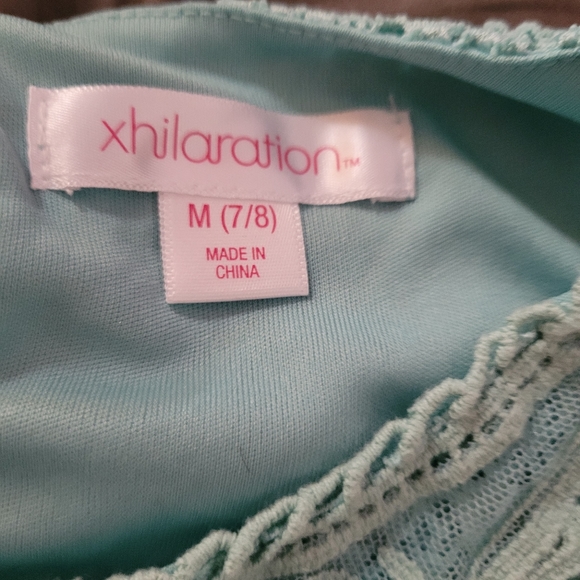 xhilaration™
M (7/8)
MADE IN
CHINA